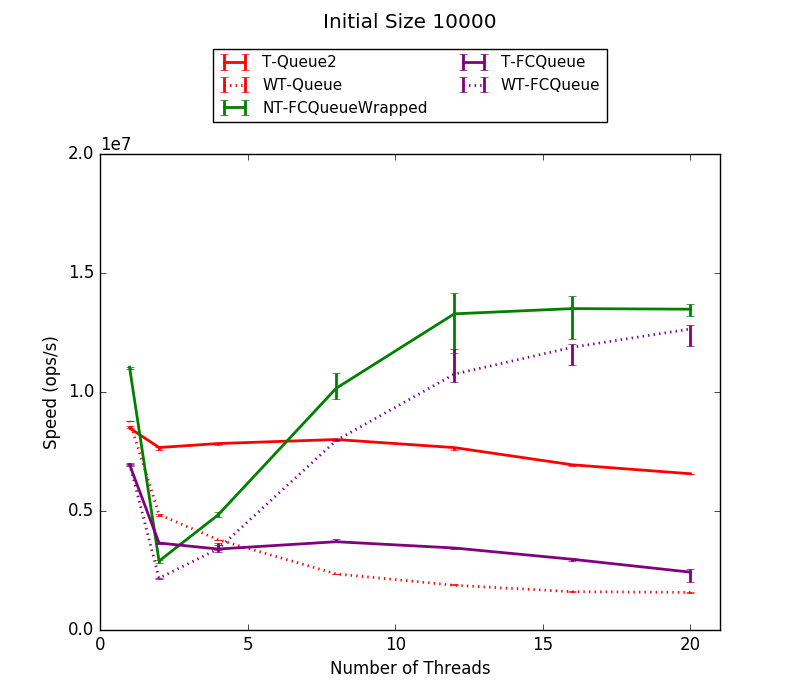 Initial Size 10000
T-Queue2
WT-Queue
NT-FCQueueWrapped
T-FCQueue
WT-FCQueue
1e7
2.0
1.5
1.0
0.5
0.0
Speed (ops/s)
0 5 10 15 20
Number of Threads